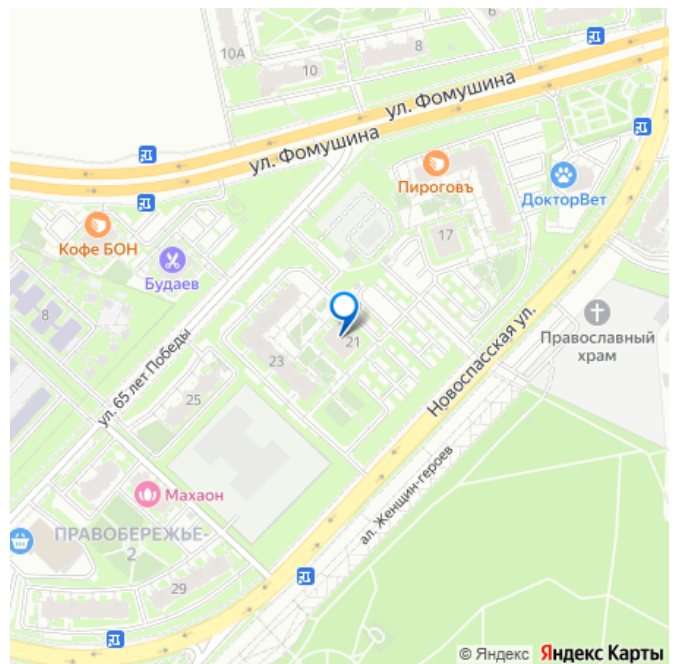 6
10А
8
10
ул. Фомушина
ул. Фомушина
Пироговъ
ДокторВет
17
Кофе БОН
Будаев
8
Православный
храм
21
23
Новоспасская ул.
ул. 65 лет Победы
25
ал. Женщин-героев
Махаон
ПРАВОБЕРЕЖЬЕ-
2
29
© Яндекс Яндекс Карты